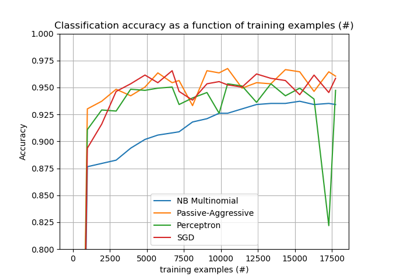 Classification accuracy as a function of training examples (#)
1.000
0.975
0.950
0.925
0.900
0.875
0.850
0.825
0.800
Accuracy
NB Multinomial
Passive-Aggressive
Perceptron
SGD
0 2500 5000 7500 10000 12500 15000 17500
training examples (#)